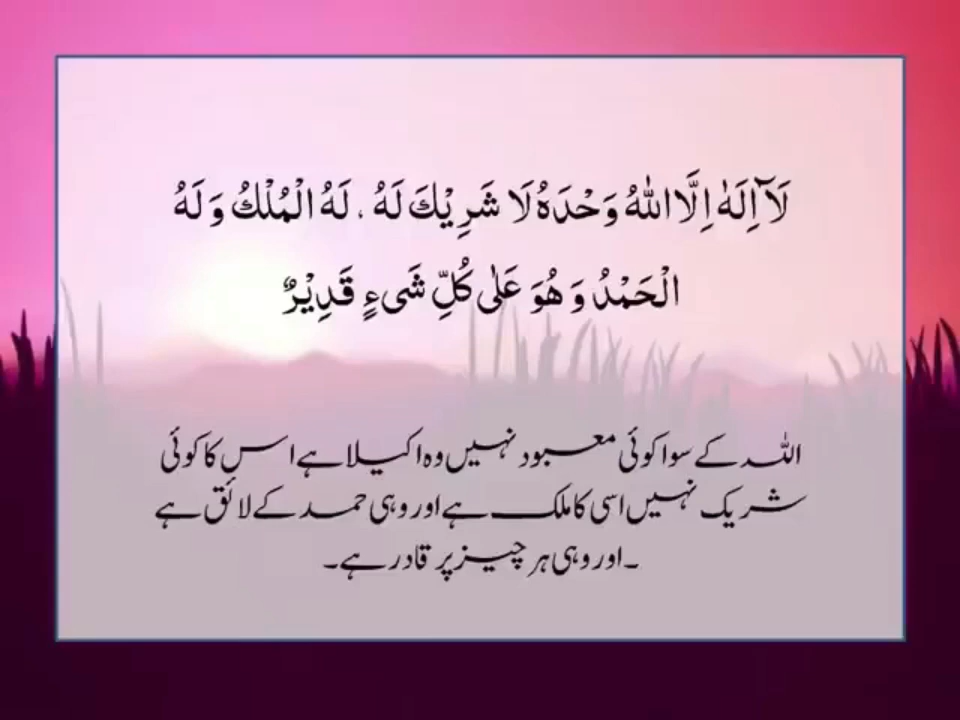 لَآ اِلَهَ اِلَّا اللّٰهُ وَحْدَهُ لَا شَرِيْكَ لَهُ ، لَهُ الْمُلْكُ وَ لَهُ
الْحَمْدُ وَ هُوَ عَلٰى كُلِّ شَىءٍ قَدِيْرٌ
اللہ کے سوا کوئی معبود نہیں وہ اکیلا ہے اس کا کوئی
شریک نہیں اسی کا ملک ہے اور وہی حمد کے لائق ہے
۔اور وہی ہر چیز پر قادر ہے۔